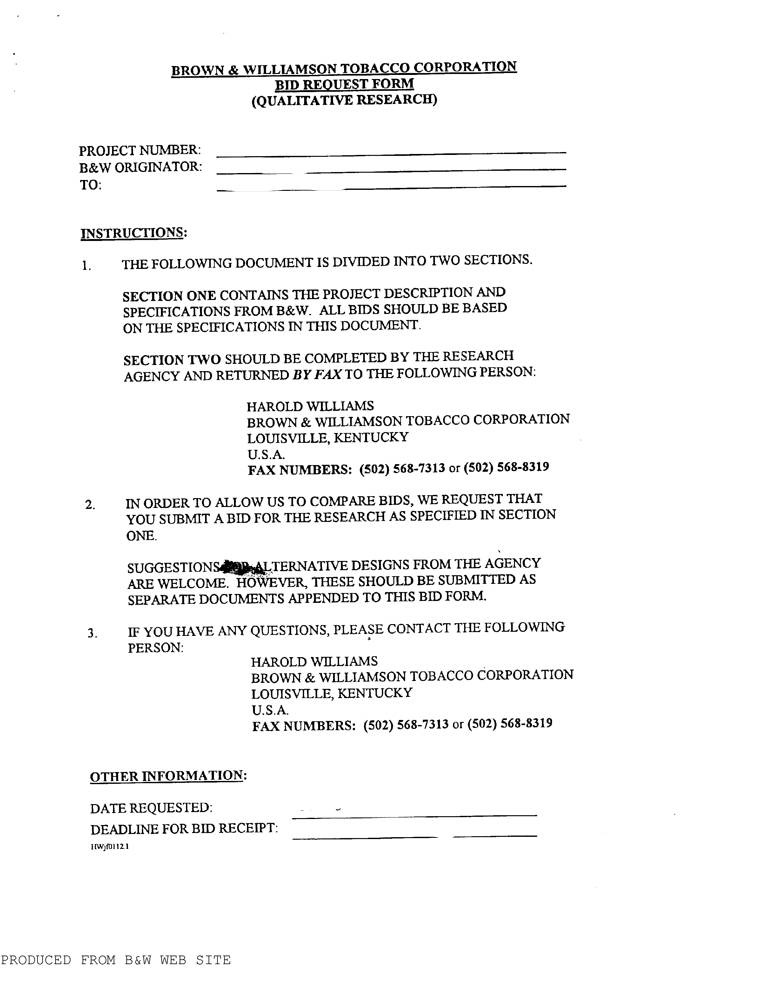 BROWN & WILLIAMSON TOBACCO CORPORATION
BID REQUEST FORM
(QUALITATIVE RESEARCH)
PROJECT NUMBER:
B&W ORIGINATOR:
TO:
INSTRUCTIONS:
1. THE FOLLOWING DOCUMENT IS DIVIDED INTO TWO SECTIONS.
SECTION ONE CONTAINS THE PROJECT DESCRIPTION AND
SPECIFICATIONS FROM B&W. ALL BIDS SHOULD BE BASED
ON THE SPECIFICATIONS IN THIS DOCUMENT.
SECTION TWO SHOULD BE COMPLETED BY THE RESEARCH
AGENCY AND RETURNED BY FAX TO THE FOLLOWING PERSON:
HAROLD WILLIAMS
BROWN & WILLIAMSON TOBACCO CORPORATION
LOUISVILLE, KENTUCKY
U.S.A.
FAX NUMBERS: (502) 568-7313 or (502) 568-8319
2. IN ORDER TO ALLOW US TO COMPARE BIDS, WE REQUEST THAT
YOU SUBMIT A BID FOR THE RESEARCH AS SPECIFIED IN SECTION
ONE.
SUGGESTIONS ALTERNATIVE DESIGNS FROM THE AGENCY
ARE WELCOME. HOWEVER, THESE SHOULD BE SUBMITTED AS
SEPARATE DOCUMENTS APPENDED TO THIS BID FORM.
3. IF YOU HAVE ANY QUESTIONS, PLEASE CONTACT THE FOLLOWING
PERSON:
HAROLD WILLIAMS
BROWN & WILLIAMSON TOBACCO CORPORATION
LOUISVILLE, KENTUCKY
U.S.A.
FAX NUMBERS: (502) 568-7313 or (502) 568-8319
OTHER INFORMATION:
DATE REQUESTED:
DEADLINE FOR BID RECEIPT:
PRODUCED FROM B&W WEB SITE